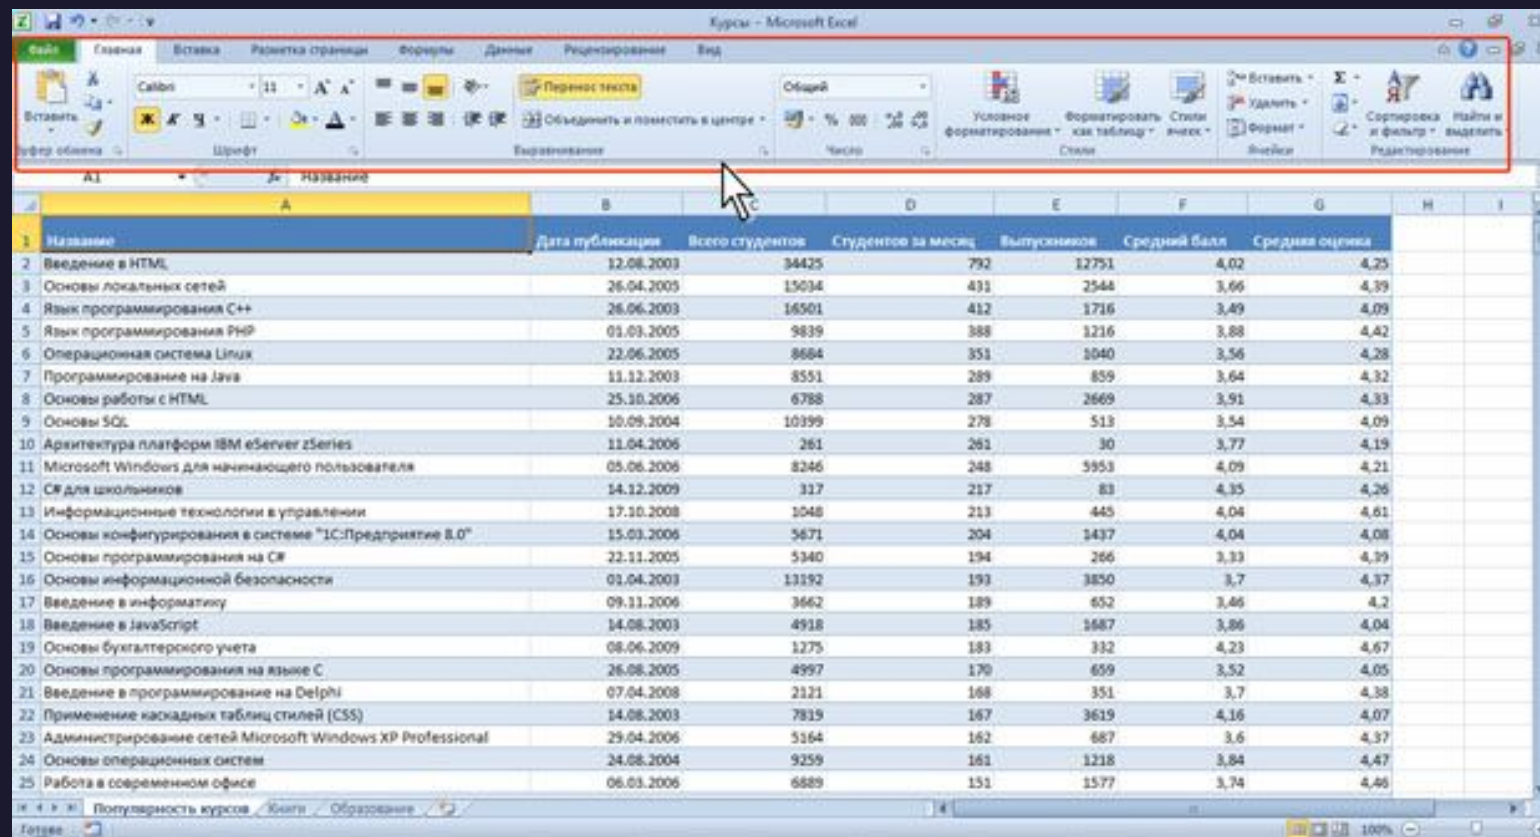 Курсы - Microsoft Excel
Файл Главная Вставка Разметка страницы Формулы Данные Рецензирование Вид
Вставить
Буфер обмена
Calibri 11
Ж К Ч
Шрифт
Перенос текста
Объединить и поместить в центре
Выравнивание
Общий
% 000
Число
Условное форматирование
Форматировать как таблицу
Стили ячеек
Стили
Вставить
Удалить
Формат
Ячейки
Σ
Сортировка и фильтр
Найти и выделить
Редактирование
A1 fx Название
A B C D E F G H I
1 Название Дата публикации Всего студентов Студентов за месяц Выпускников Средний балл Средняя оценка
2 Введение в HTML 12.08.2003 34425 792 12751 4,02 4,25
3 Основы локальных сетей 26.04.2005 15034 431 2544 3,66 4,39
4 Язык программирования C++ 26.06.2003 16501 412 1716 3,49 4,09
5 Язык программирования PHP 01.03.2005 9839 388 1216 3,88 4,42
6 Операционная система Linux 22.06.2005 8684 351 1040 3,56 4,28
7 Программирование на Java 11.12.2003 8551 289 859 3,64 4,32
8 Основы работы с HTML 25.10.2006 6788 287 2669 3,91 4,33
9 Основы SQL 10.09.2004 10399 278 513 3,54 4,09
10 Архитектура платформ IBM eServer zSeries 11.04.2006 261 261 30 3,77 4,19
11 Microsoft Windows для начинающего пользователя 05.06.2006 8246 248 5953 4,09 4,21
12 C# для школьников 14.12.2009 317 217 83 4,35 4,26
13 Информационные технологии в управлении 17.10.2008 1048 213 445 4,04 4,61
14 Основы конфигурирования в системе "1С:Предприятие 8.0" 15.03.2006 5671 204 1437 4,04 4,08
15 Основы программирования на C# 22.11.2005 5340 194 266 3,33 4,39
16 Основы информационной безопасности 01.04.2003 13192 193 3850 3,7 4,37
17 Введение в информатику 09.11.2006 3662 189 652 3,46 4,2
18 Введение в JavaScript 14.08.2003 4918 185 1687 3,86 4,04
19 Основы бухгалтерского учета 08.06.2009 1275 183 332 4,23 4,67
20 Основы программирования на языке C 26.08.2005 4997 170 659 3,52 4,05
21 Введение в программирование на Delphi 07.04.2008 2121 168 351 3,7 4,38
22 Применение каскадных таблиц стилей (CSS) 14.08.2003 7819 167 3619 4,16 4,07
23 Администрирование сетей Microsoft Windows XP Professional 29.04.2006 5164 162 687 3,6 4,37
24 Основы операционных систем 24.08.2004 9259 161 1218 3,84 4,47
25 Работа в современном офисе 06.03.2006 6889 151 1577 3,74 4,46
Популярность курсов Книги Образование
Готово 100%